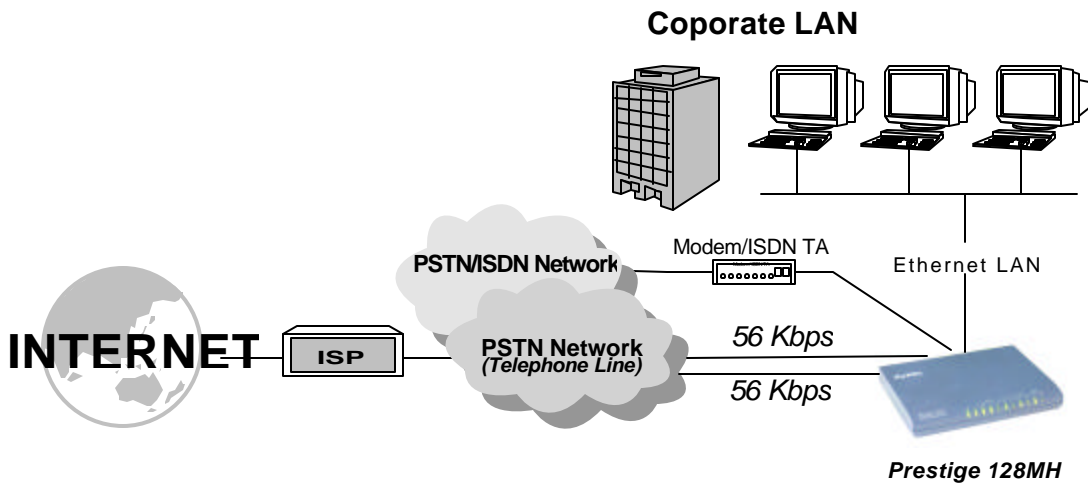 Coporate LAN
Modem/ISDN TA
PSTN/ISDN Network
Ethernet LAN
INTERNET
ISP
PSTN Network
(Telephone Line)
56 Kbps
56 Kbps
Prestige 128MH